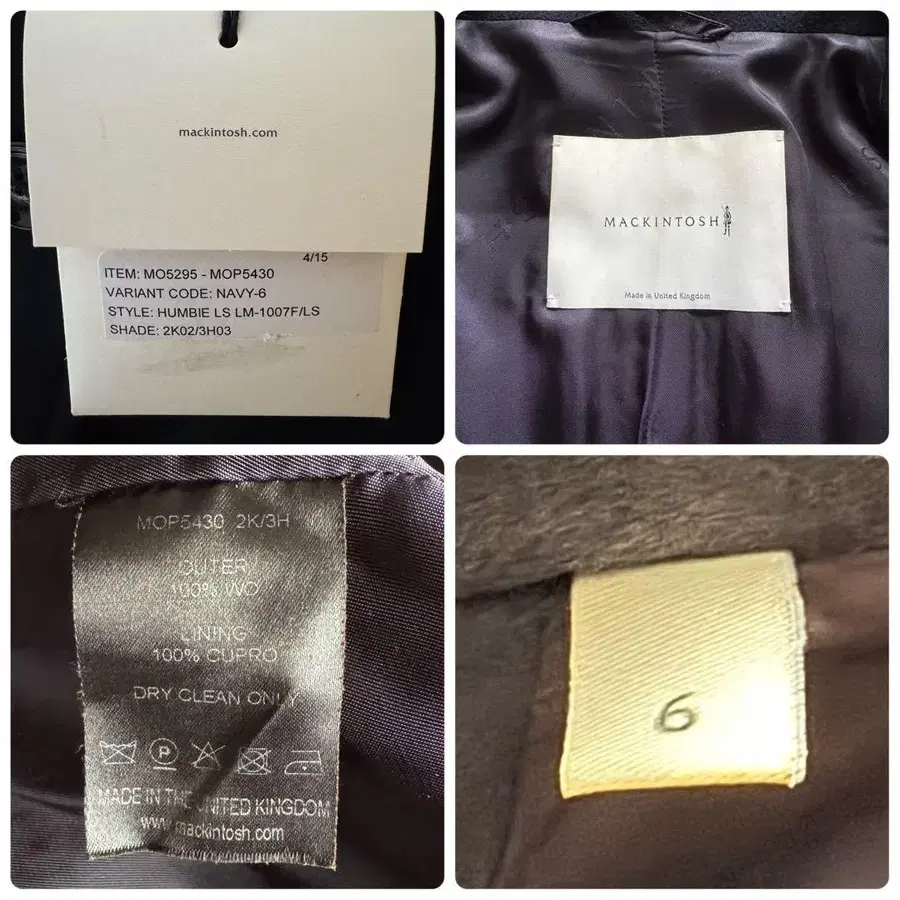 mackintosh.com
4/15
ITEM: MO5295 - MOP5430
VARIANT CODE: NAVY-6
STYLE: HUMBIE LS LM-1007F/LS
SHADE: 2K02/3H03
MACKINTOSH
Made in United Kingdom
MOP5430 2K/3H
OUTER
100% WO
LINING
100% CUPRO
DRY CLEAN ONLY
P
MADE IN THE UNITED KINGDOM
www.mackintosh.com
6